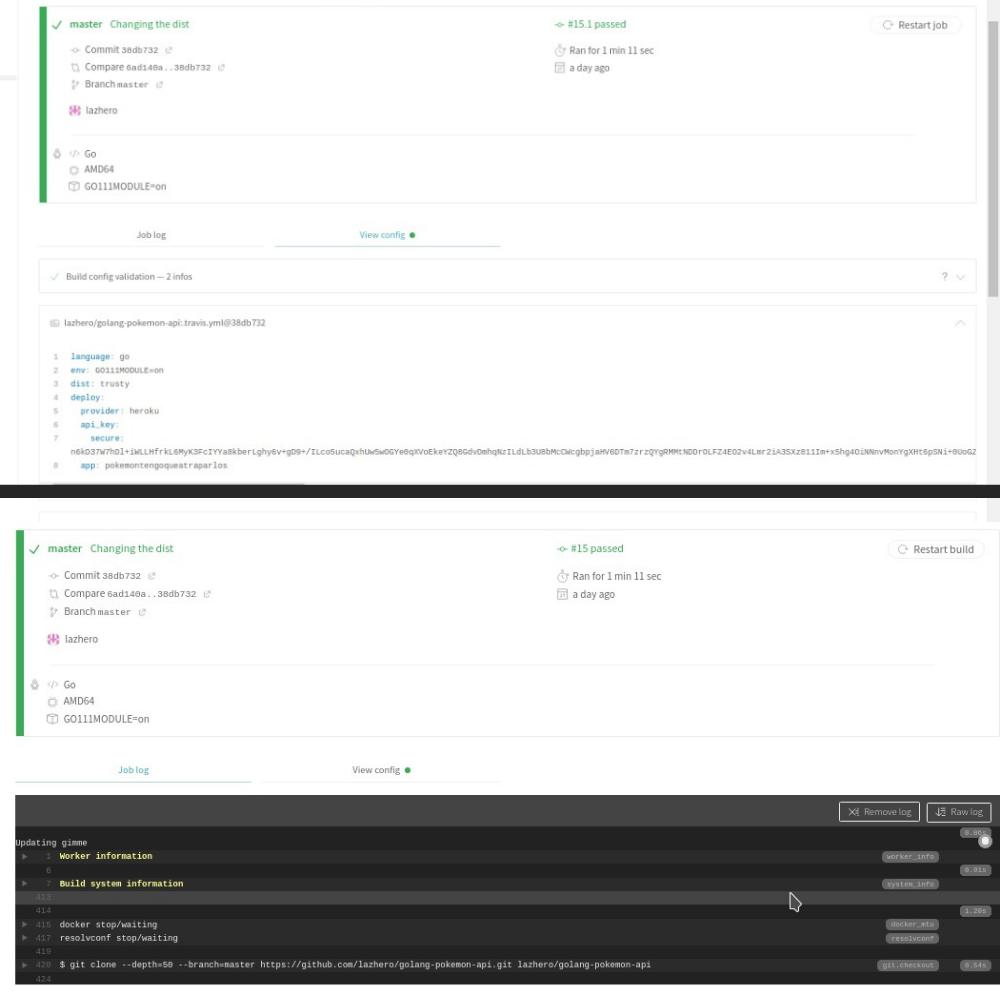 master Changing the dist
#15.1 passed
Restart job
Commit 38db732
Ran for 1 min 11 sec
Compare 6ad140a..38db732
a day ago
Branch master
lazhero
Go
AMD64
GO111MODULE=on
Job log
View config
Build config validation — 2 infos
?
lazhero/golang-pokemon-api:.travis.yml@38db732
1 language: go
2 env: GO111MODULE=on
3 dist: trusty
4 deploy:
5 provider: heroku
6 api_key:
7 secure:
8 app: pokemontengoqueatraparlos
master Changing the dist
#15 passed
Restart build
Commit 38db732
Ran for 1 min 11 sec
Compare 6ad140a..38db732
a day ago
Branch master
lazhero
Go
AMD64
GO111MODULE=on
Job log
View config
Remove log
Raw log
Updating gimme
1 Worker information worker_info
6 0.01s
7 Build system information system_info
413
414 1.20s
415 docker stop/waiting docker_mtu
417 resolvconf stop/waiting resolvconf
419
420 $ git clone --depth=50 --branch=master https://github.com/lazhero/golang-pokemon-api.git lazhero/golang-pokemon-api git.checkout 0.54s
424